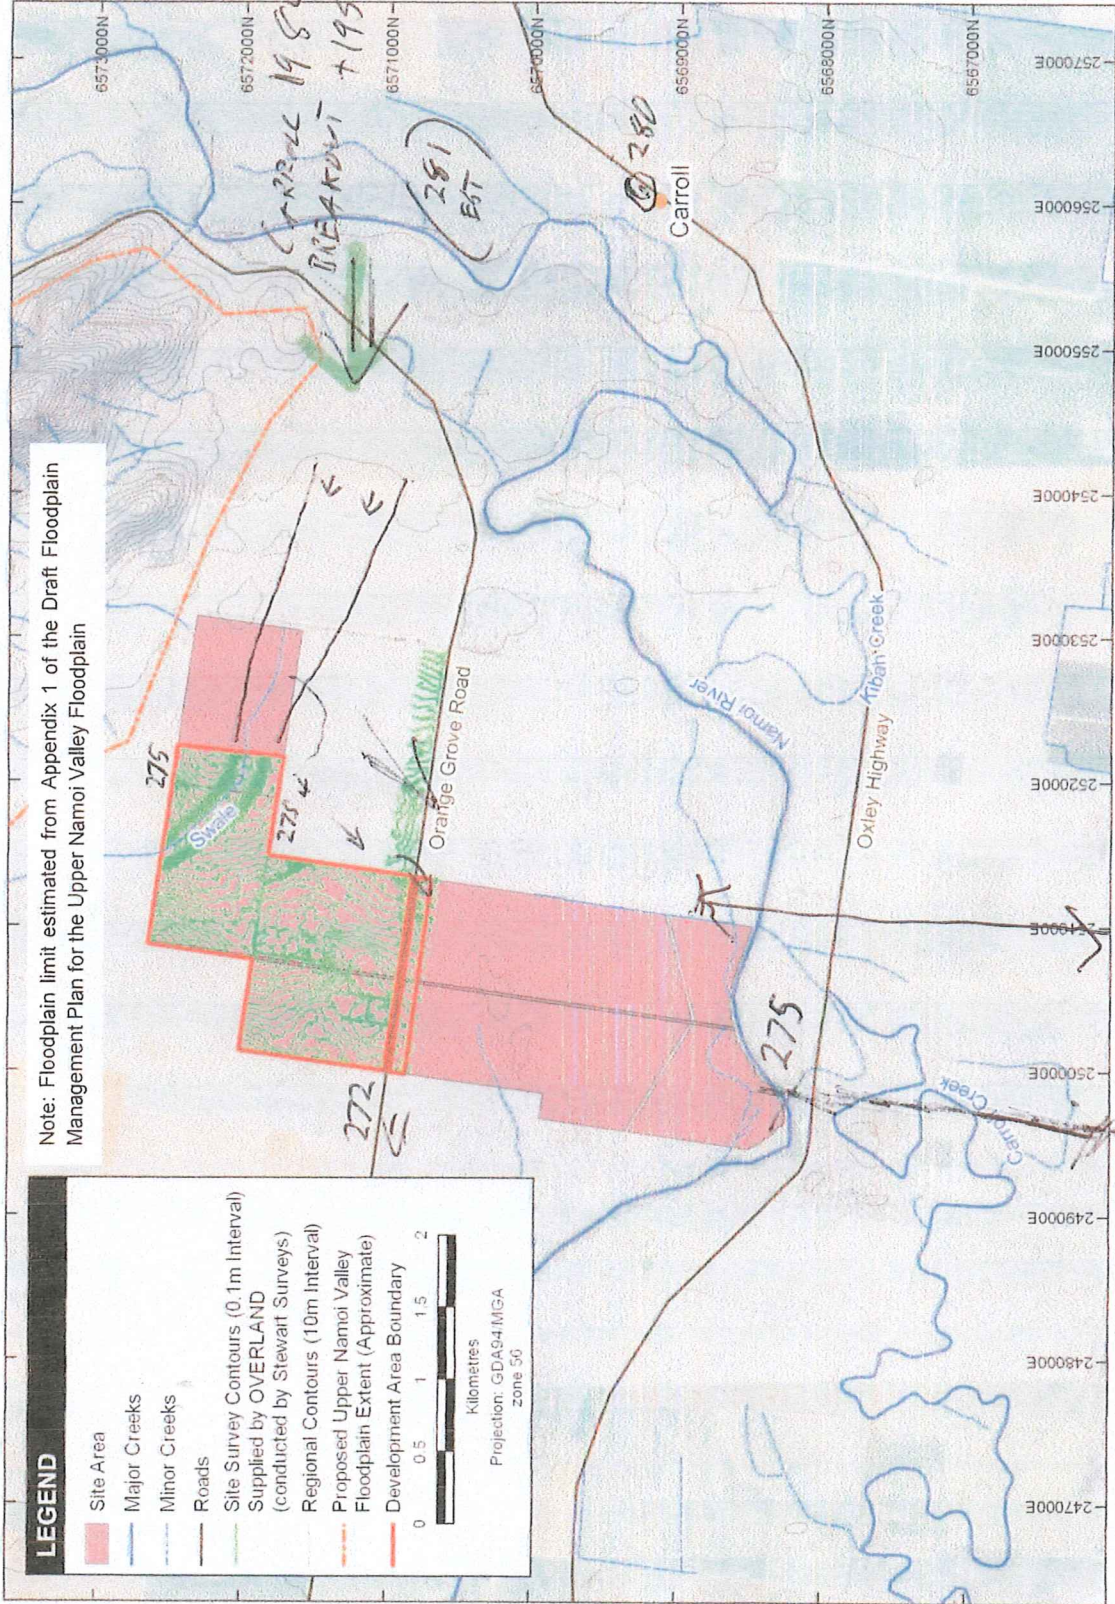 LEGEND
Site Area
Major Creeks
Minor Creeks
Roads
Site Survey Contours (0.1m Interval)
Supplied by OVERLAND
(conducted by Stewart Surveys)
Regional Contours (10m Interval)
Proposed Upper Namoi Valley
Floodplain Extent (Approximate)
Development Area Boundary
0 0.5 1 1.5 2
Kilometres
Projection: GDA94:MGA
zone 56
Note: Floodplain limit estimated from Appendix 1 of the Draft Floodplain
Management Plan for the Upper Namoi Valley Floodplain
6573000N
6572000N
6571000N
6570000N
6569000N
6568000N
6567000N
247000E
248000E
249000E
250000E
251000E
252000E
253000E
254000E
255000E
256000E
257000E
275
Swale
275
272
Orange Grove Road
Namoi River
275
Oxley Highway
Kibah Creek
Carroll Creek
BREAKOUT
281
EST
280
Carroll